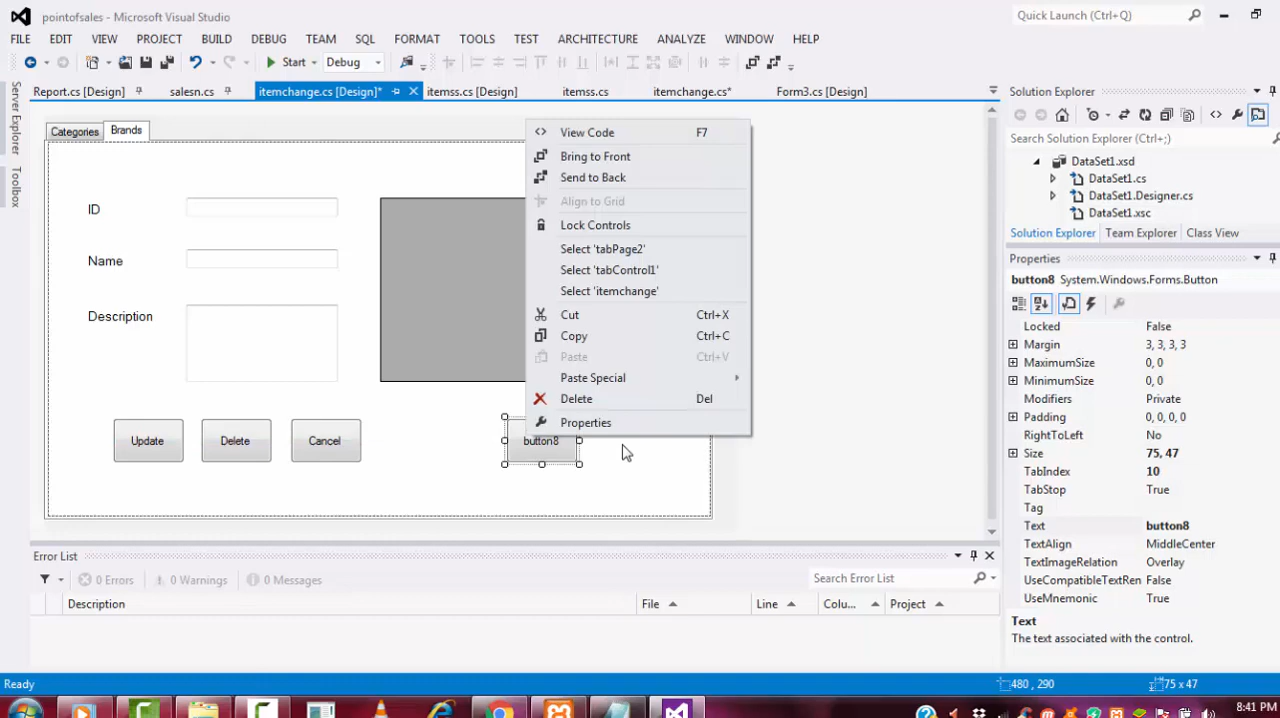 pointofsales - Microsoft Visual Studio
Quick Launch (Ctrl+Q)
FILE EDIT VIEW PROJECT BUILD DEBUG TEAM SQL FORMAT TOOLS TEST ARCHITECTURE ANALYZE WINDOW HELP
Start Debug
Report.cs [Design] salesn.cs itemchange.cs [Design]* itemss.cs [Design] itemss.cs itemchange.cs* Form3.cs [Design]
Server Explorer
Toolbox
Categories Brands
ID
Name
Description
Update Delete Cancel button8
View Code F7
Bring to Front
Send to Back
Align to Grid
Lock Controls
Select 'tabPage2'
Select 'tabControl1'
Select 'itemchange'
Cut Ctrl+X
Copy Ctrl+C
Paste Ctrl+V
Paste Special
Delete Del
Properties
Solution Explorer
Search Solution Explorer (Ctrl+;)
DataSet1.xsd
DataSet1.cs
DataSet1.Designer.cs
DataSet1.xsc
Solution Explorer Team Explorer Class View
Properties
button8 System.Windows.Forms.Button
Locked False
Margin 3, 3, 3, 3
MaximumSize 0, 0
MinimumSize 0, 0
Modifiers Private
Padding 0, 0, 0, 0
RightToLeft No
Size 75, 47
TabIndex 10
TabStop True
Tag
Text button8
TextAlign MiddleCenter
TextImageRelation Overlay
UseCompatibleTextRen False
UseMnemonic True
Text
The text associated with the control.
Error List
0 Errors 0 Warnings 0 Messages
Search Error List
Description File Line Colu... Project
Ready
480 , 290
75 x 47
8:41 PM